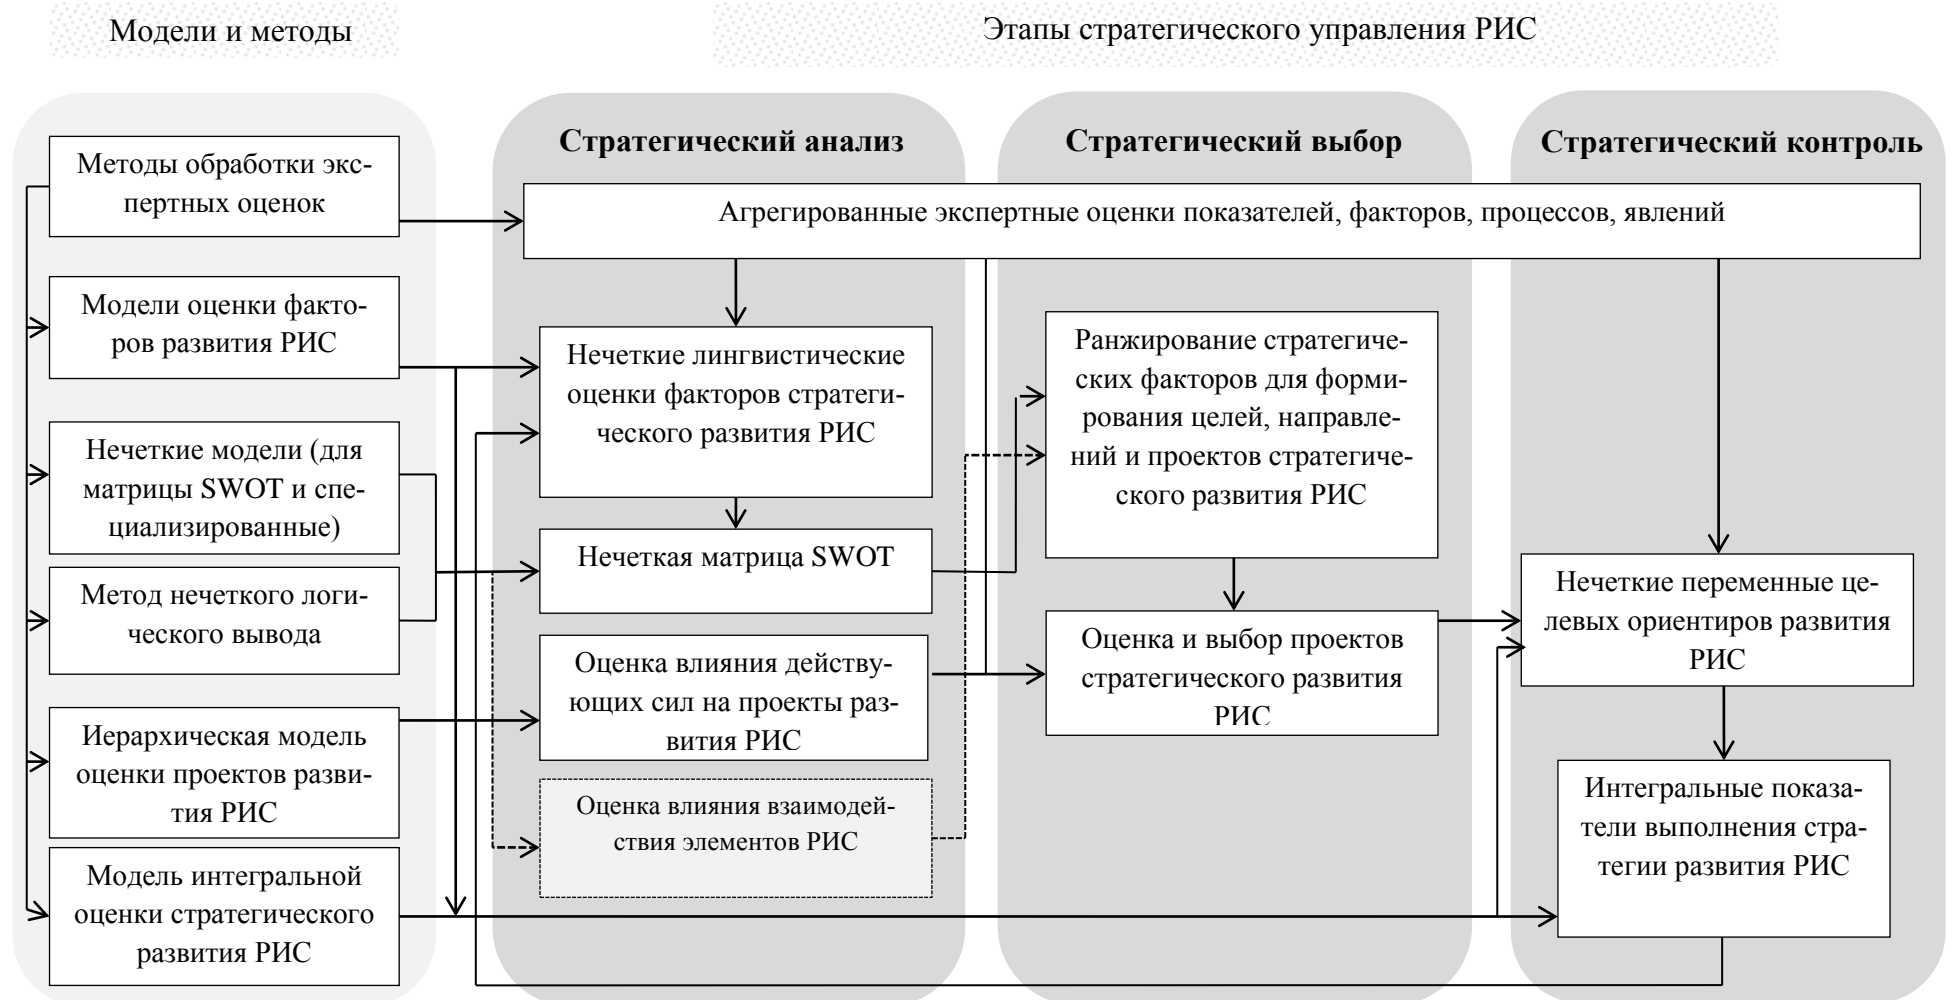 Модели и методы
Этапы стратегического управления РИС
Методы обработки экс-
пертных оценок
Модели оценки факто-
ров развития РИС
Нечеткие модели (для
матрицы SWOT и спе-
циализированные)
Метод нечеткого логи-
ческого вывода
Иерархическая модель
оценки проектов разви-
тия РИС
Модель интегральной
оценки стратегического
развития РИС
Стратегический анализ
Стратегический выбор
Стратегический контроль
Агрегированные экспертные оценки показателей, факторов, процессов, явлений
Нечеткие лингвистические
оценки факторов стратеги-
ческого развития РИС
Нечеткая матрица SWOT
Оценка влияния действу-
ющих сил на проекты раз-
вития РИС
Оценка влияния взаимодей-
ствия элементов РИС
Ранжирование стратегиче-
ских факторов для форми-
рования целей, направле-
ний и проектов стратегиче-
ского развития РИС
Оценка и выбор проектов
стратегического развития
РИС
Нечеткие переменные це-
левых ориентиров развития
РИС
Интегральные показа-
тели выполнения стра-
тегии развития РИС